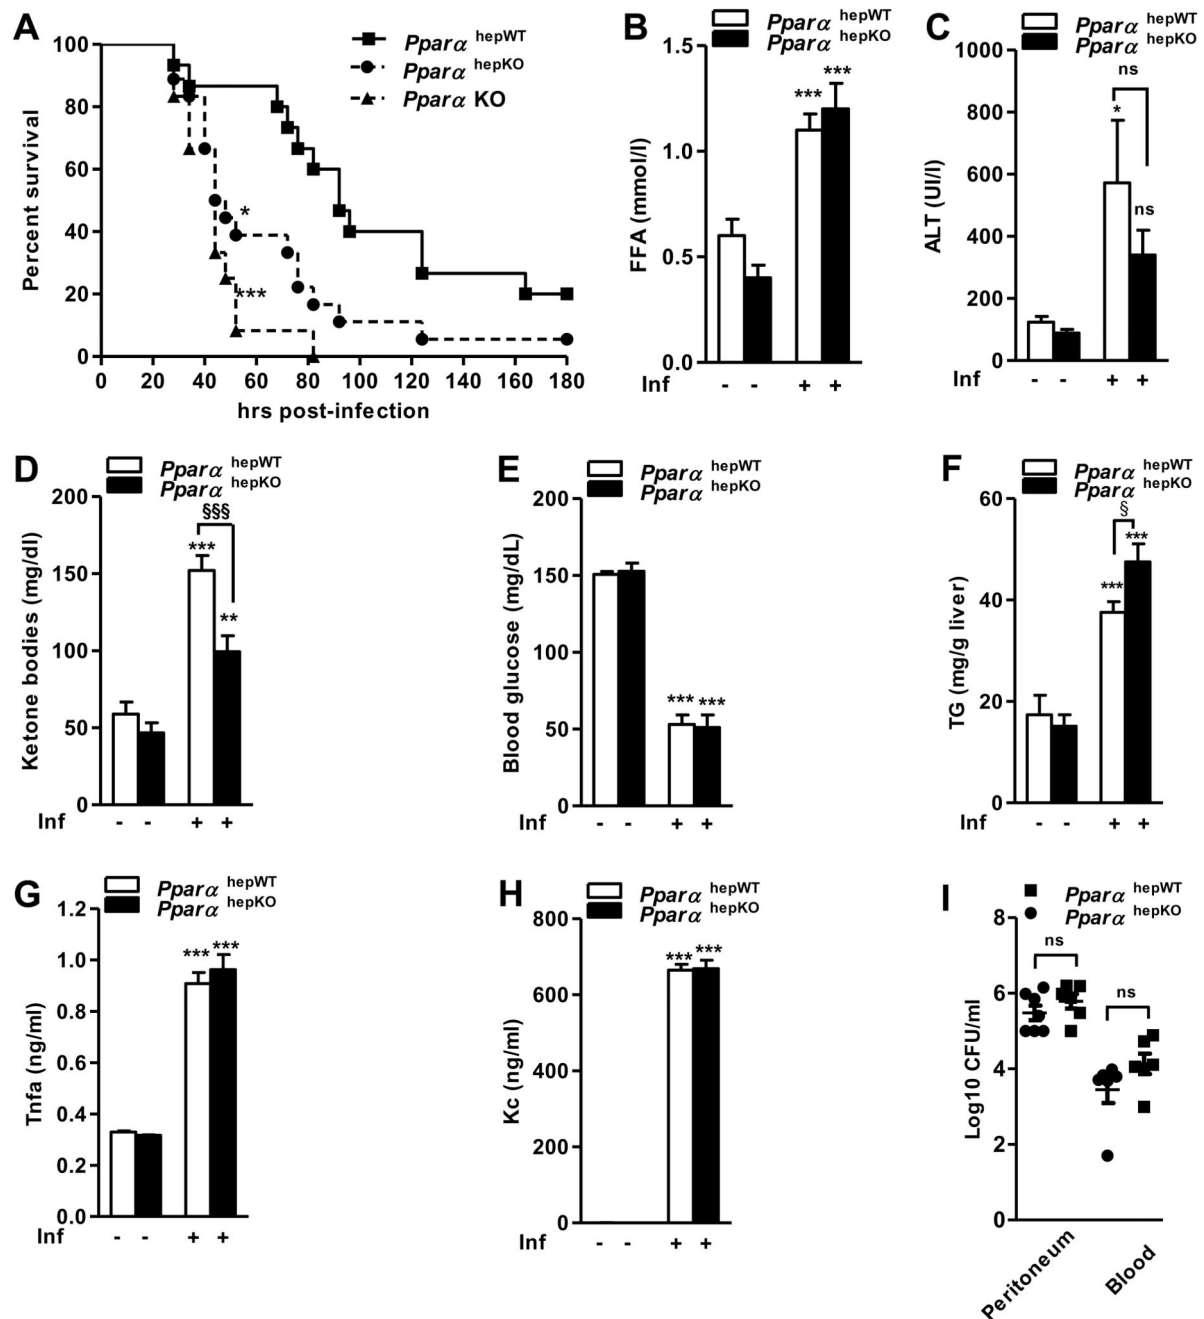 A
Pparα hepWT
Pparα hepKO
Pparα KO
Percent survival
100
80
60
40
20
0
*
***
0 20 40 60 80 100 120 140 160 180
hrs post-infection
B
Pparα hepWT
Pparα hepKO
FFA (mmol/l)
1.5
1.0
0.5
0.0
*** ***
Inf - - + +
C
Pparα hepWT
Pparα hepKO
ALT (UI/l)
1000
800
600
400
200
0
ns
*
ns
Inf - - + +
D
Pparα hepWT
Pparα hepKO
Ketone bodies (mg/dl)
200
150
100
50
0
§§§
***
**
Inf - - + +
E
Pparα hepWT
Pparα hepKO
Blood glucose (mg/dL)
200
150
100
50
0
*** ***
Inf - - + +
F
Pparα hepWT
Pparα hepKO
TG (mg/g liver)
60
40
20
0
§
***
***
Inf - - + +
G
Pparα hepWT
Pparα hepKO
Tnfa (ng/ml)
1.2
1.0
0.8
0.6
0.4
0.2
0.0
*** ***
Inf - - + +
H
Pparα hepWT
Pparα hepKO
Kc (ng/ml)
800
600
400
200
0
*** ***
Inf - - + +
I
Pparα hepWT
Pparα hepKO
Log10 CFU/ml
8
6
4
2
0
ns
ns
Peritoneum
Blood